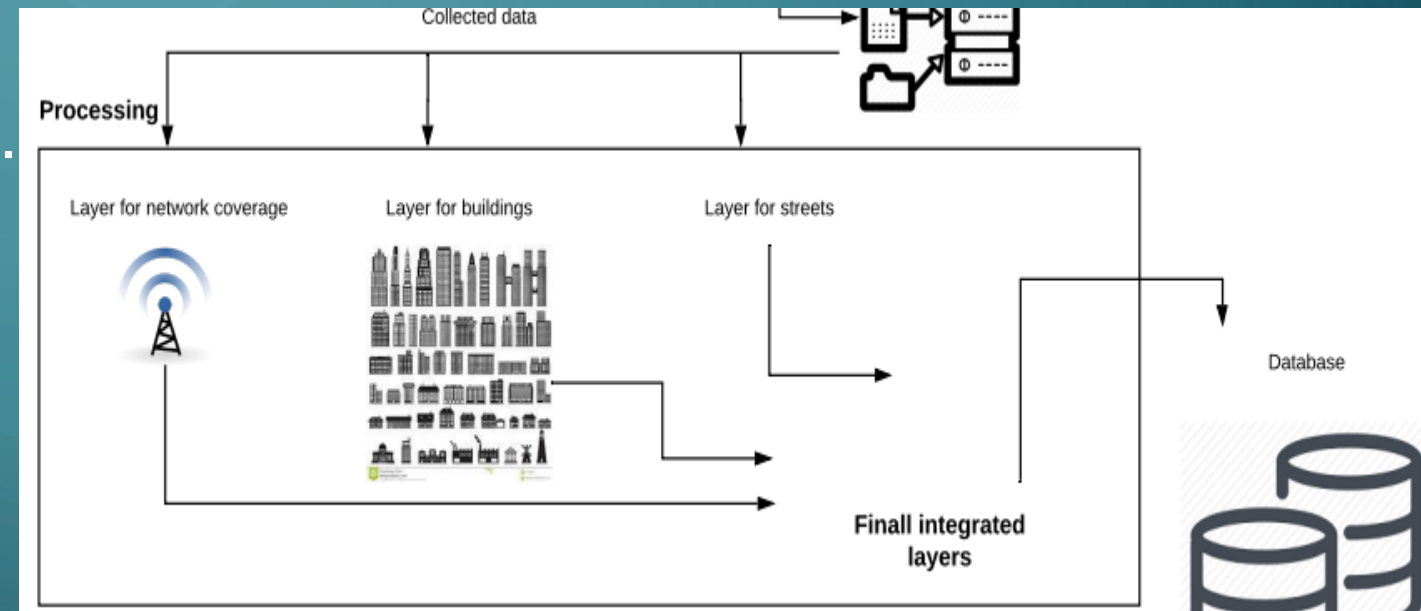 Collected data
Processing
Layer for network coverage
Layer for buildings
Layer for streets
Database
Finall integrated
layers